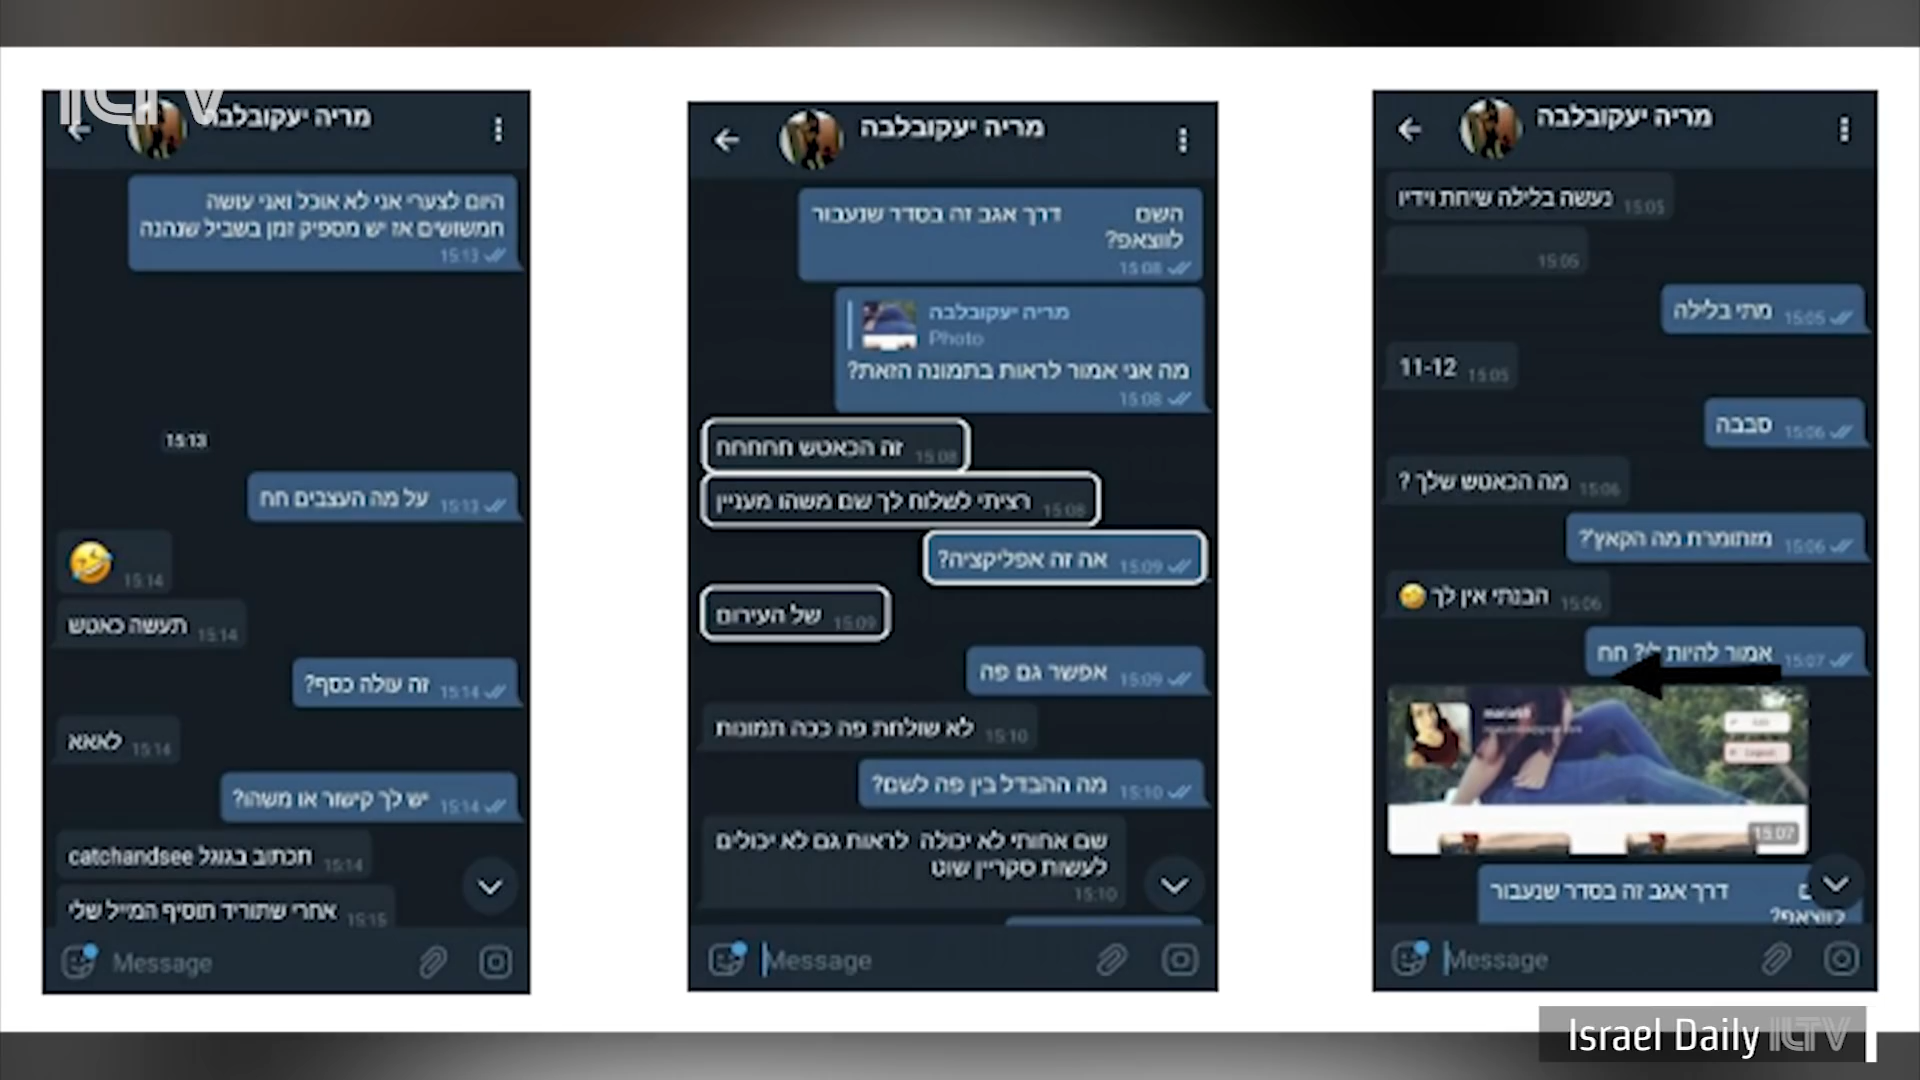 ILTV
מריה יעקובלבה
היום לצערי אני לא אוכל ואני עושה
חמשושים אז יש מספיק זמן בשביל שנהנה
15:13
15:13
על מה העצבים חח 15:13
🤣 15:14
תעשה כאטש 15:14
זה עולה כסף? 15:14
לאאא 15:14
יש לך קישור או משהו? 15:14
תכתוב בגוגל catchandsee 15:14
אחרי שתוריד תוסיף המייל שלי 15:15
Message
מריה יעקובלבה
השם דרך אגב זה בסדר שנעבור
לווצאפ?
15:08
מריה יעקובלבה
Photo
מה אני אמור לראות בתמונה הזאת?
15:08
זה הכאטש חחחחח 15:08
רציתי לשלוח לך שם משהו מעניין 15:08
אה זה אפליקציה? 15:09
של העירום 15:09
אפשר גם פה 15:09
לא שולחת פה ככה תמונות 15:10
מה ההבדל בין פה לשם? 15:10
שם אחותי לא יכולה לראות גם לא יכולים
לעשות סקריין שוט
15:10
Message
מריה יעקובלבה
נעשה בלילה שיחת וידיו 15:05
15:05
מתי בלילה 15:05
11-12 15:05
סבבה 15:06
מה הכאטש שלך ? 15:06
מזתומרת מה הקאץ'? 15:06
הבנתי אין לך 🤣 15:06
אמור להיות לי? חח 15:07
15:07
דרך אגב זה בסדר שנעבור
לווצאפ?
Message
Israel Daily ILTV